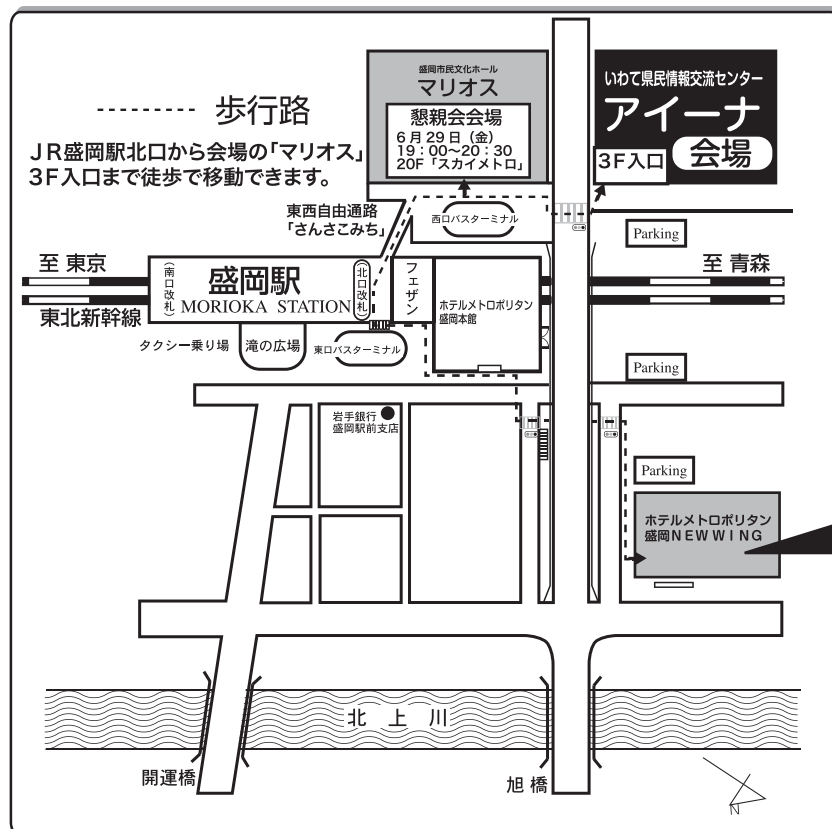 盛岡市民文化ホール
マリオス
懇親会会場
6月29日（金）
19：00〜20：30
20F「スカイメトロ」
いわて県民情報交流センター
アイーナ
会場
3F入口
歩行路
JR盛岡駅北口から会場の「マリオス」
3F入口まで徒歩で移動できます。
東西自由通路
「さんさこみち」
西口バスターミナル
Parking
至 東京
至 青森
（南口改札）
盛岡駅
MORIOKA STATION
北口改札
フェザン
ホテルメトロポリタン
盛岡本館
東北新幹線
タクシー乗り場
滝の広場
東口バスターミナル
Parking
岩手銀行
盛岡駅前支店
Parking
ホテルメトロポリタン
盛岡NEW WING
北 上 川
開運橋
旭橋
N